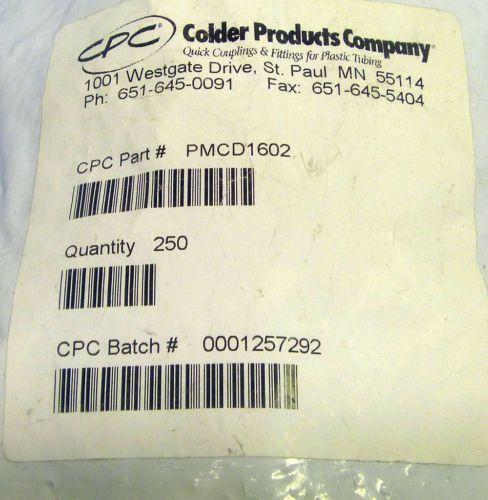 CPC® Colder Products Company
Quick Couplings & Fittings for Plastic Tubing
1001 Westgate Drive, St. Paul MN 55114
Ph: 651-645-0091 Fax: 651-645-5404
CPC Part # PMCD1602
Quantity 250
CPC Batch # 0001257292